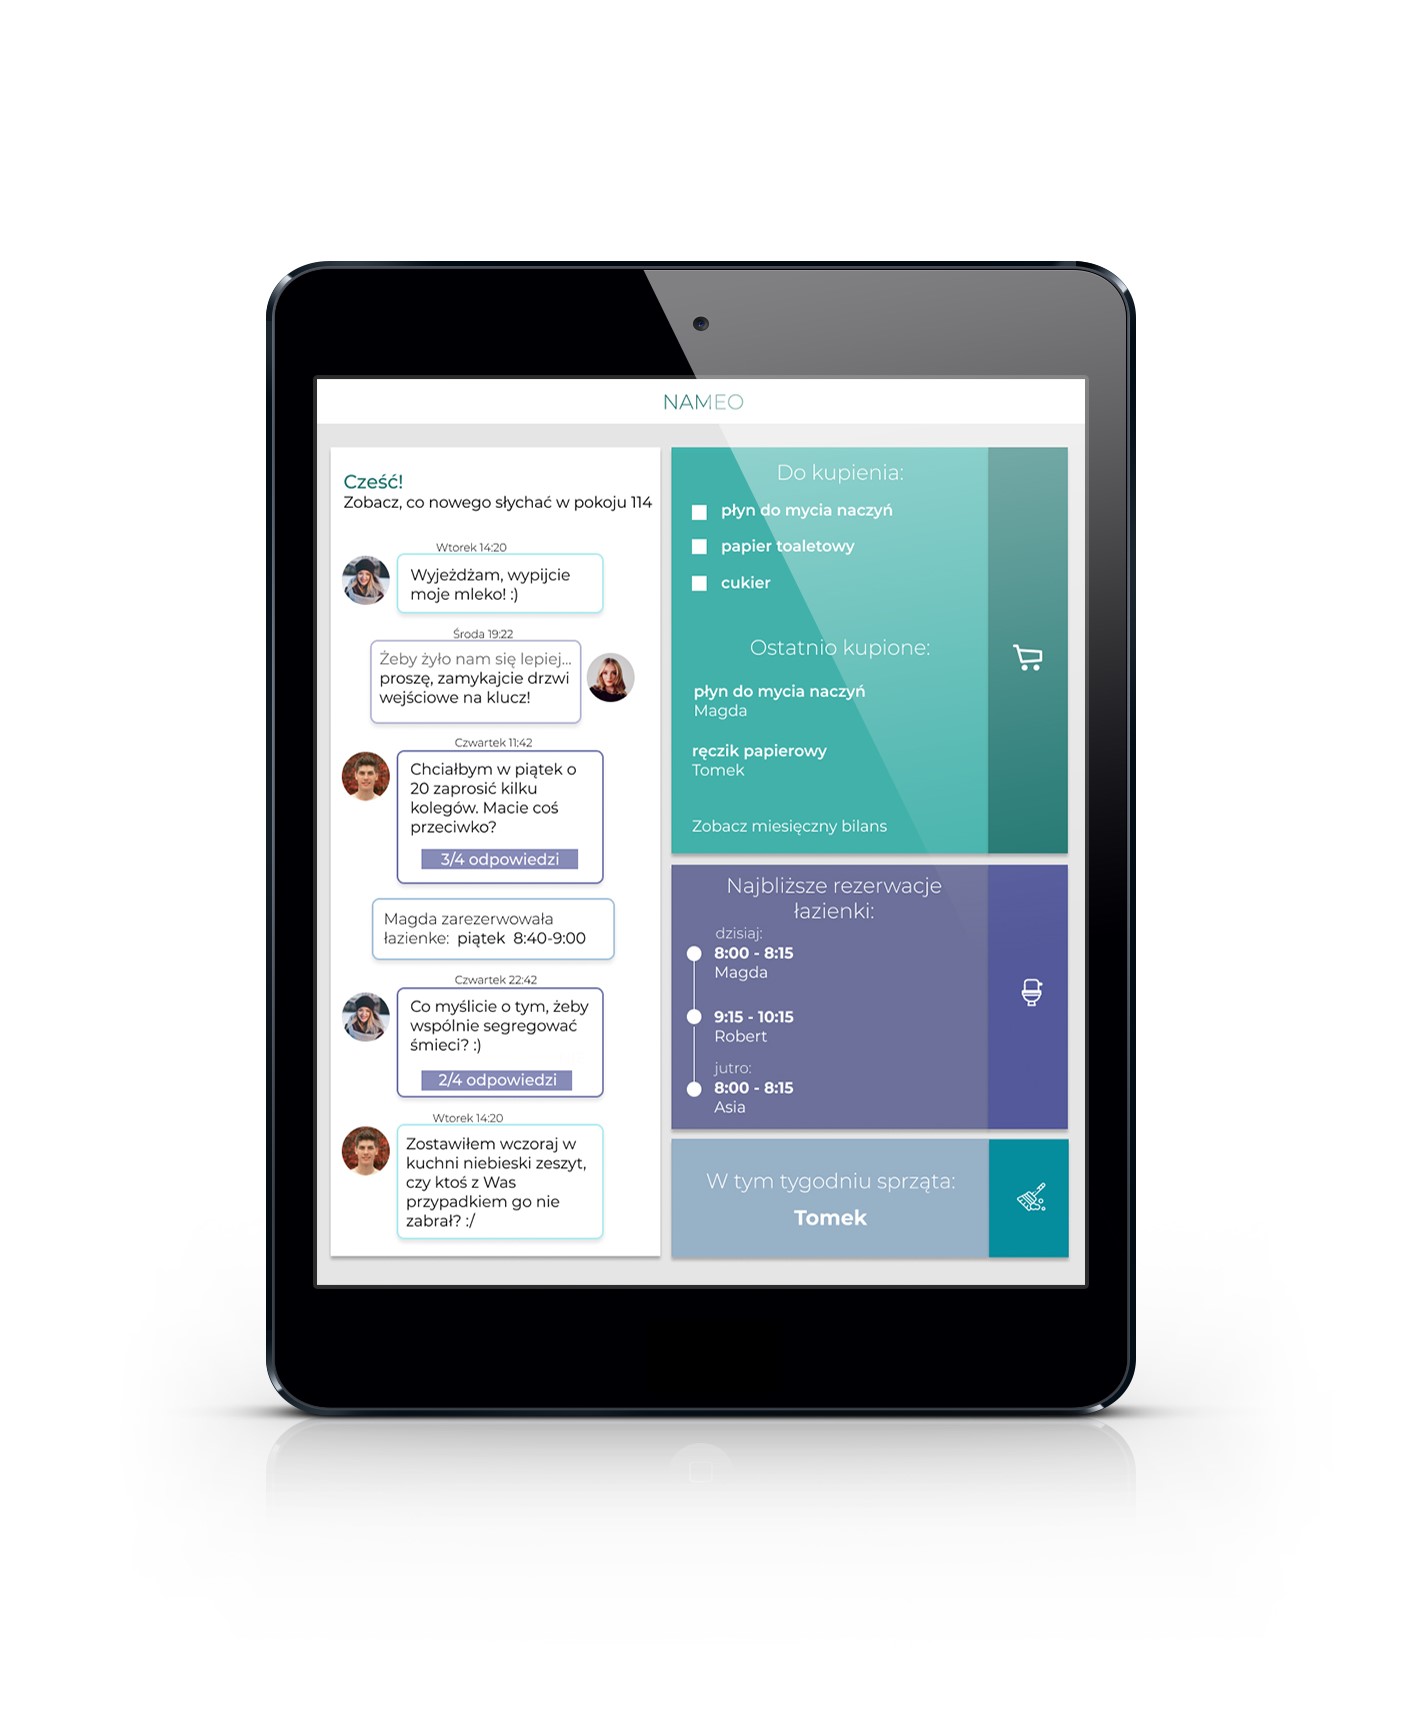 NAMEO
Cześć!
Zobacz, co nowego słychać w pokoju 114
Wtorek 14:20
Wyjeżdżam, wypijcie
moje mleko! :)
Środa 19:22
Żeby żyło nam się lepiej...
proszę, zamykajcie drzwi
wejściowe na klucz!
Czwartek 11:42
Chciałbym w piątek o
20 zaprosić kilku
kolegów. Macie coś
przeciwko?
3/4 odpowiedzi
Magda zarezerwowała
łazienke: piątek 8:40-9:00
Czwartek 22:42
Co myślicie o tym, żeby
wspólnie segregować
śmieci? :)
2/4 odpowiedzi
Wtorek 14:20
Zostawiłem wczoraj w
kuchni niebieski zeszyt,
czy ktoś z Was
przypadkiem go nie
zabrał? :/
Do kupienia:
płyn do mycia naczyń
papier toaletowy
cukier
Ostatnio kupione:
płyn do mycia naczyń
Magda
ręczik papierowy
Tomek
Zobacz miesięczny bilans
Najbliższe rezerwacje
łazienki:
dzisiaj:
8:00 - 8:15
Magda
9:15 - 10:15
Robert
jutro:
8:00 - 8:15
Asia
W tym tygodniu sprząta:
Tomek